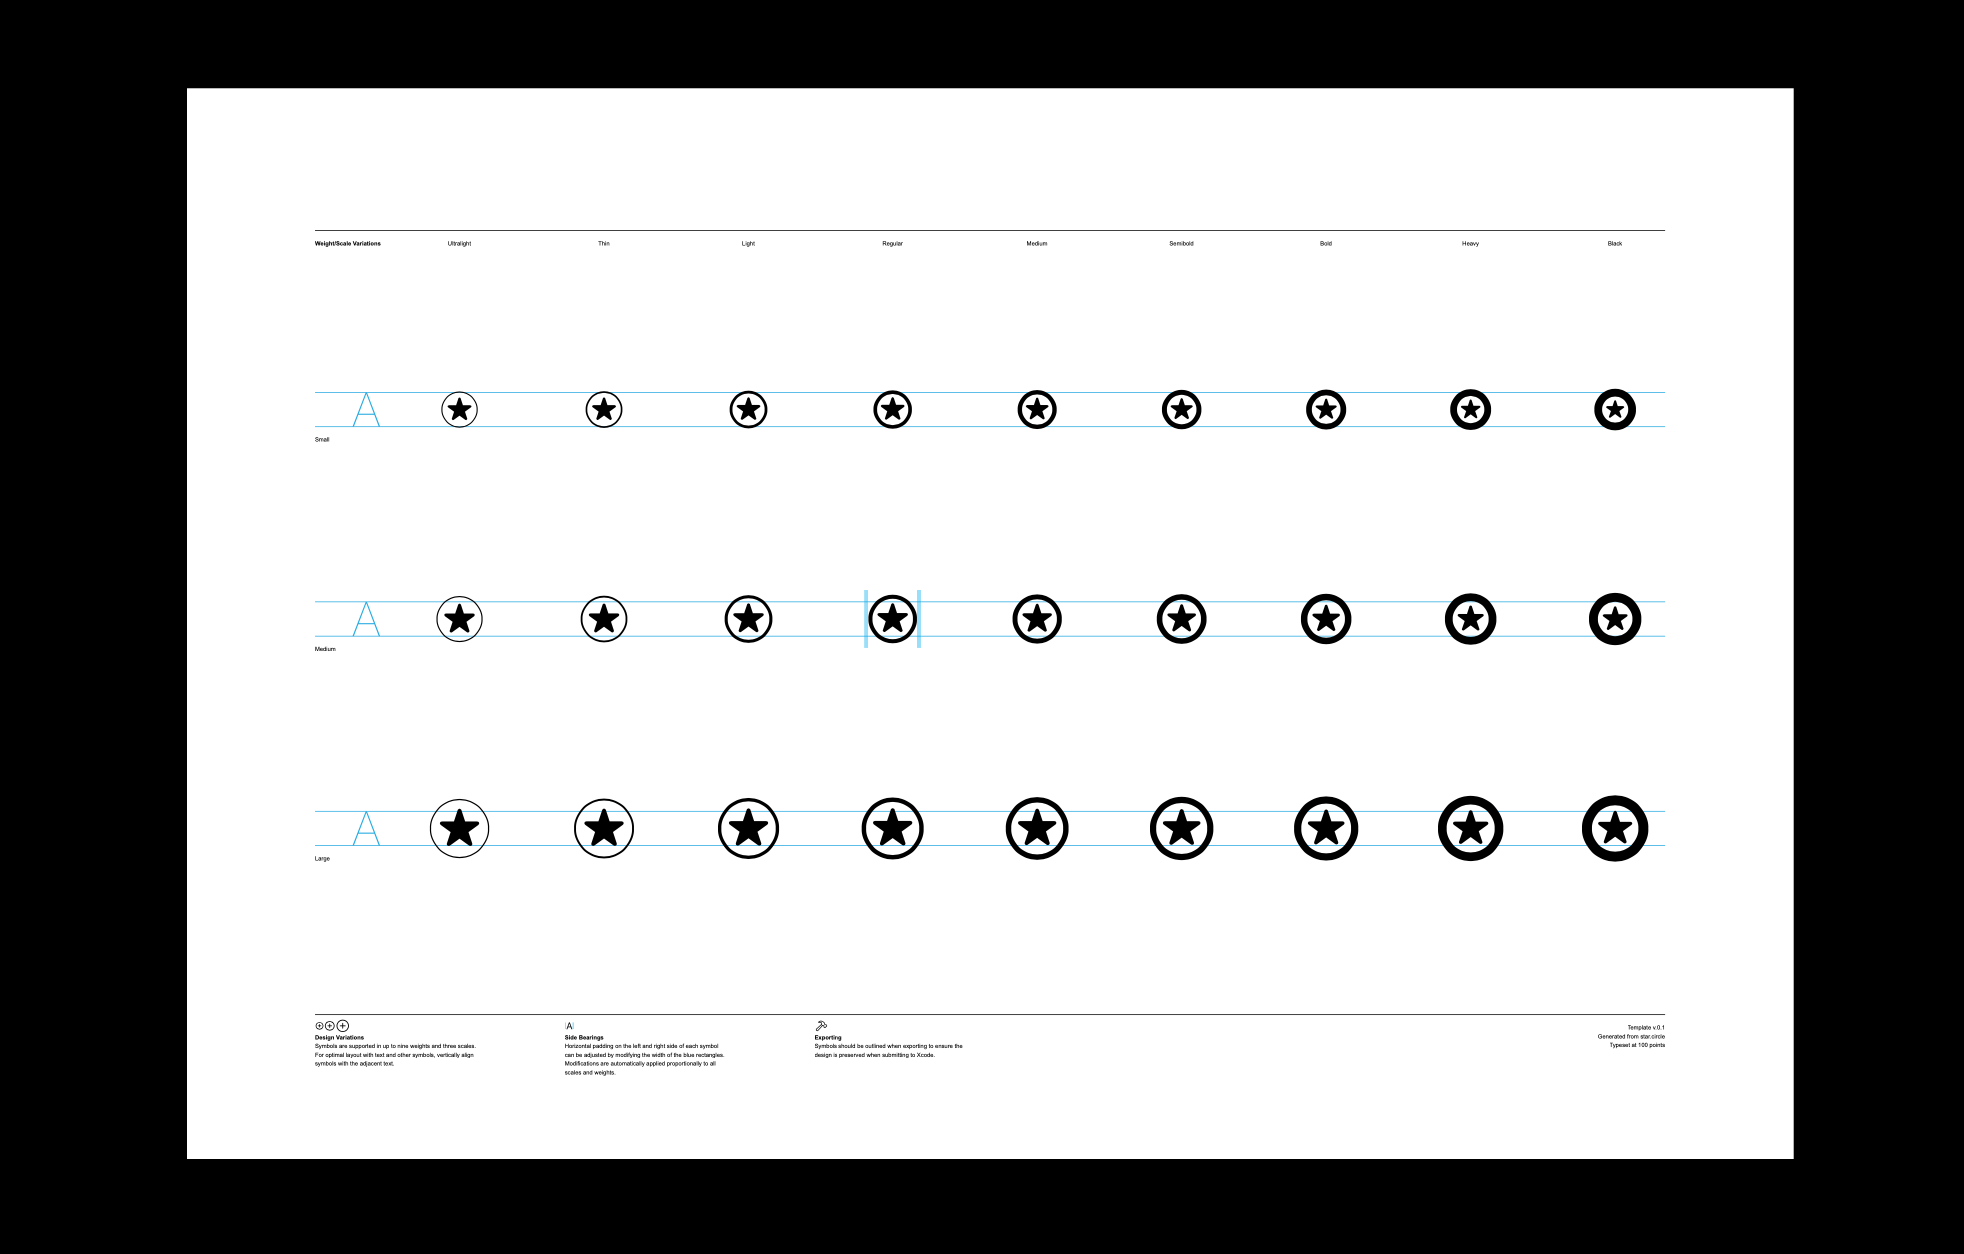 Weight/Scale Variations Ultralight Thin Light Regular Medium Semibold Bold Heavy Black
A
Small
A
Medium
A
Large
Design Variations
Symbols are supported in up to nine weights and three scales.
For optimal layout with text and other symbols, vertically align
symbols with the adjacent text.
A
Side Bearings
Horizontal padding on the left and right side of each symbol
can be adjusted by modifying the width of the blue rectangles.
Modifications are automatically applied proportionally to all
scales and weights.
Exporting
Symbols should be outlined when exporting to ensure the
design is preserved when submitting to Xcode.
Template v.0.1
Generated from star.circle
Typeset at 100 points